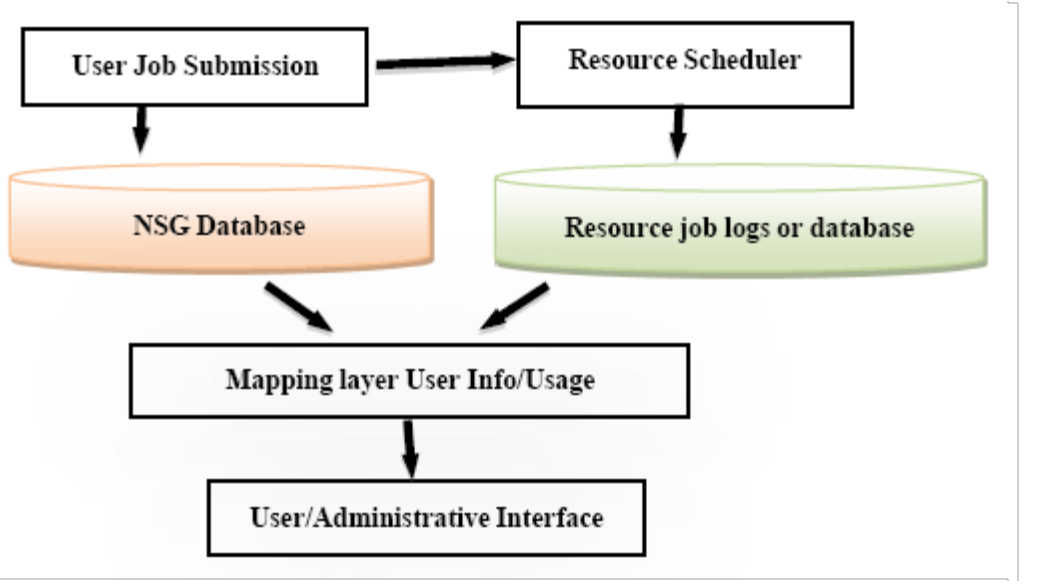 User Job Submission
Resource Scheduler
NSG Database
Resource job logs or database
Mapping layer User Info/Usage
User/Administrative Interface